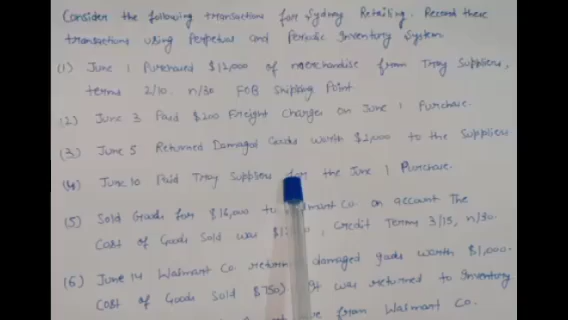 Consider the following transactions for Sydney Retailing. Record these
transactions using Perpetual and Periodic Inventory System
(1) June 1 Purchased $12,000 of merchandise from Troy Suppliers,
terms 2/10. n/30 FOB Shipping Point.
(2) June 3 Paid $200 Freight Charges on June 1 Purchase.
(3) June 5 Returned Damaged Goods worth $2,000 to the Suppliers
(4) June 10 Paid Troy Suppliers for the June 1 Purchase.
(5) Sold Goods for $16,000 to Co. on account The
Cost of Goods Sold was Credit Terms 3/15, n/30.
(6) June 14 Walmart Co. damaged goods worth $1,000.
Cost of Goods Sold $750) It was returned to Inventory
from Walmart Co.